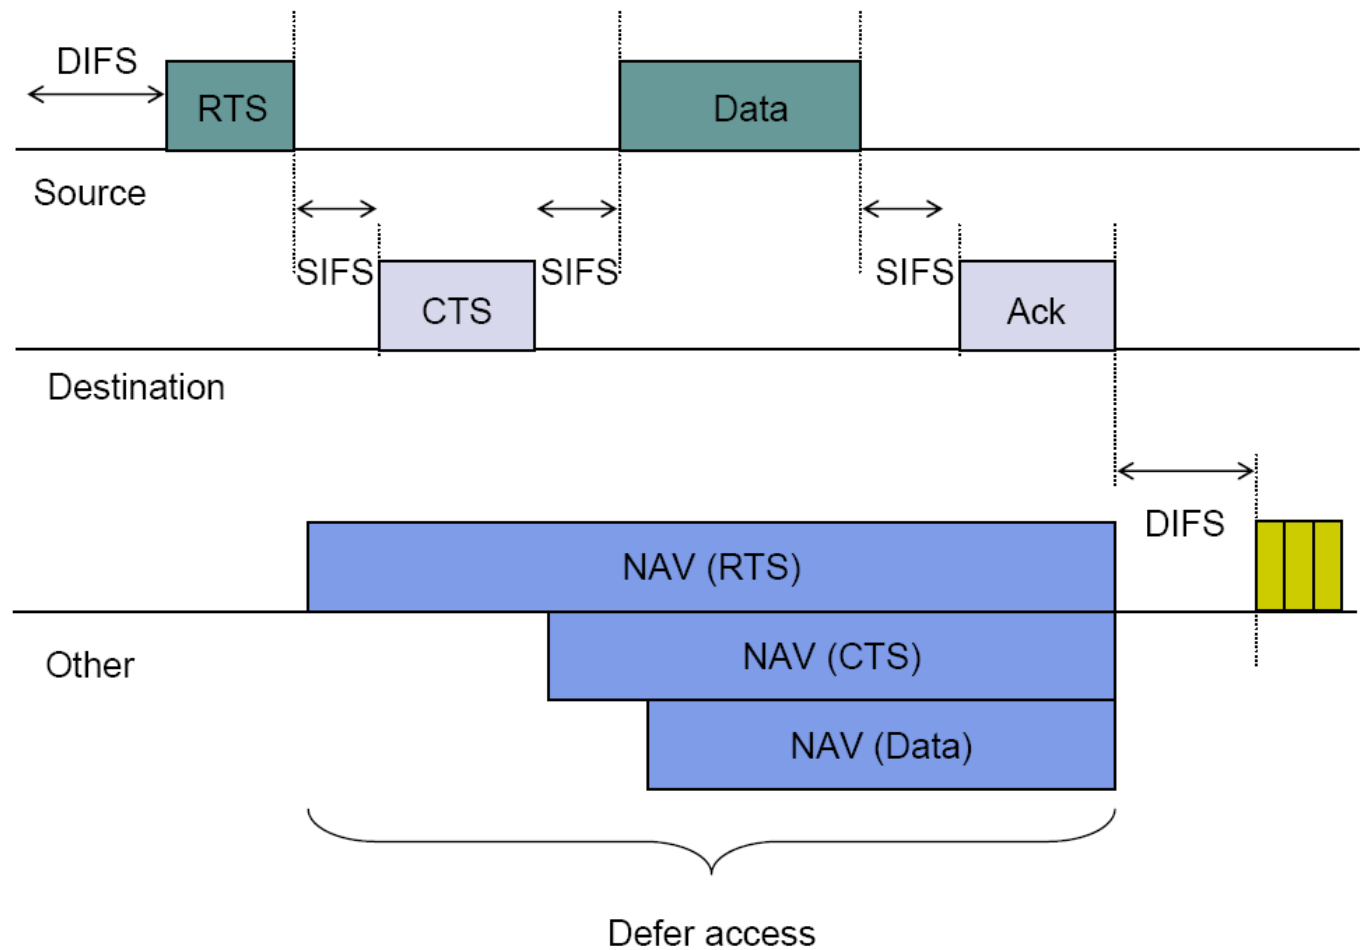 DIFS
RTS
Data
Source
SIFS
SIFS
SIFS
CTS
Ack
Destination
DIFS
NAV (RTS)
Other
NAV (CTS)
NAV (Data)
Defer access